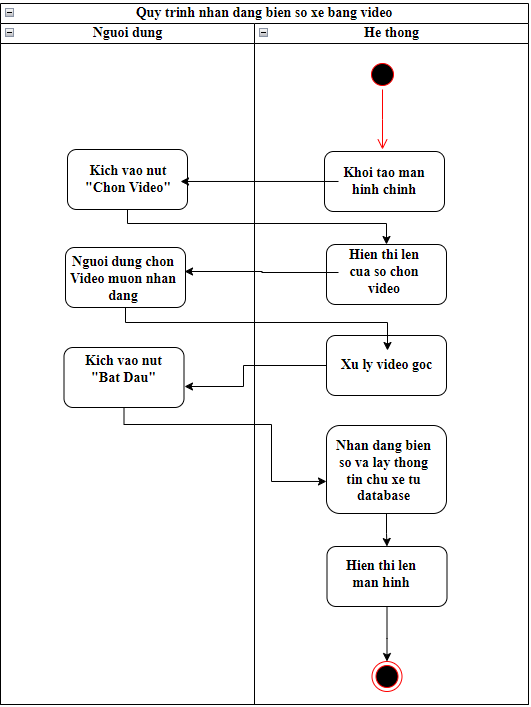 Quy trinh nhan dang bien so xe bang video
Nguoi dung
He thong
Khoi tao man
hinh chinh
Kich vao nut
"Chon Video"
Hien thi len
cua so chon
video
Nguoi dung chon
Video muon nhan
dang
Xu ly video goc
Kich vao nut
"Bat Dau"
Nhan dang bien
so va lay thong
tin chu xe tu
database
Hien thi len
man hinh